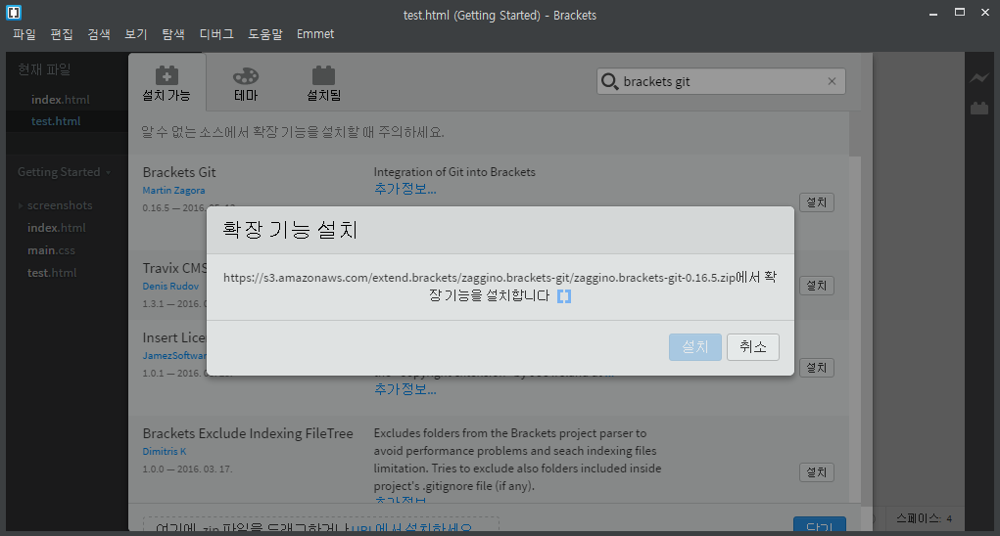 test.html (Getting Started) - Brackets
파일 편집 검색 보기 탐색 디버그 도움말 Emmet
현재 파일
index.html
test.html
Getting Started
screenshots
index.html
main.css
test.html
설치 가능 테마 설치됨
brackets git
알 수 없는 소스에서 확장 기능을 설치할 때 주의하세요.
Brackets Git
Martin Zagora
0.16.5 — 2016.
Integration of Git into Brackets
추가 정보...
설치
확장 기능 설치
https://s3.amazonaws.com/extend.brackets/zaggino.brackets-git/zaggino.brackets-git-0.16.5.zip에서 확
장 기능을 설치합니다
설치 취소
Travix CMS
Denis Rudov
1.3.1 — 2016.
설치
Insert Lice
JamezSoftwar
1.0.1 — 2016.
추가 정보...
설치
Brackets Exclude Indexing FileTree
Dimitris K
1.0.0 — 2016. 03. 17.
Excludes folders from the Brackets project parser to
avoid performance problems and seach indexing files
limitation. Tries to exclude also folders included inside
project's .gitignore file (if any).
추가 정보...
설치
여기에 .zip 파일을 드래그하거나 URL에서 설치하세요
닫기
스페이스: 4